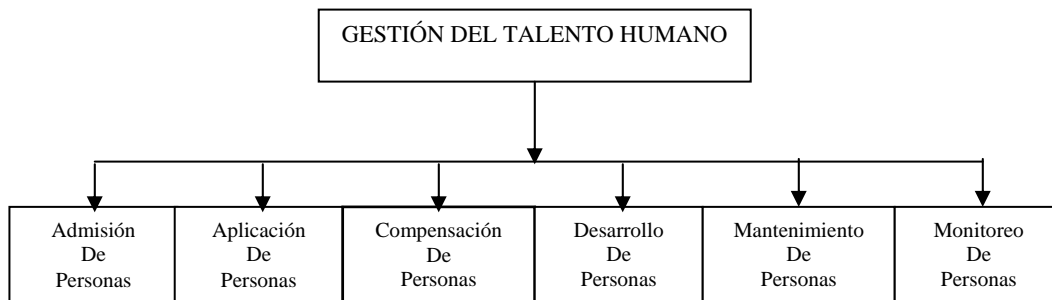 GESTIÓN DEL TALENTO HUMANO
Admisión
De
Personas
Aplicación
De
Personas
Compensación
De
Personas
Desarrollo
De
Personas
Mantenimiento
De
Personas
Monitoreo
De
Personas